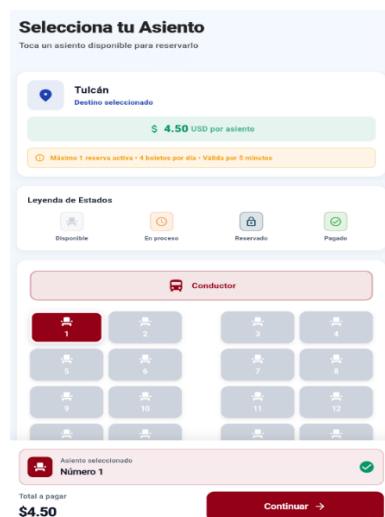 Selecciona tu Asiento
Toca un asiento disponible para reservarlo
Tulcán
Destino seleccionado
$ 4.50 USD por asiento
Máximo 1 reserva activa • 4 boletos por día • Válida por 5 minutos
Leyenda de Estados
Disponible En proceso Reservado Pagado
Conductor
1 2 3 4
5 6 7 8
9 10 11 12
Asiento seleccionado
Número 1
Total a pagar
$4.50
Continuar →